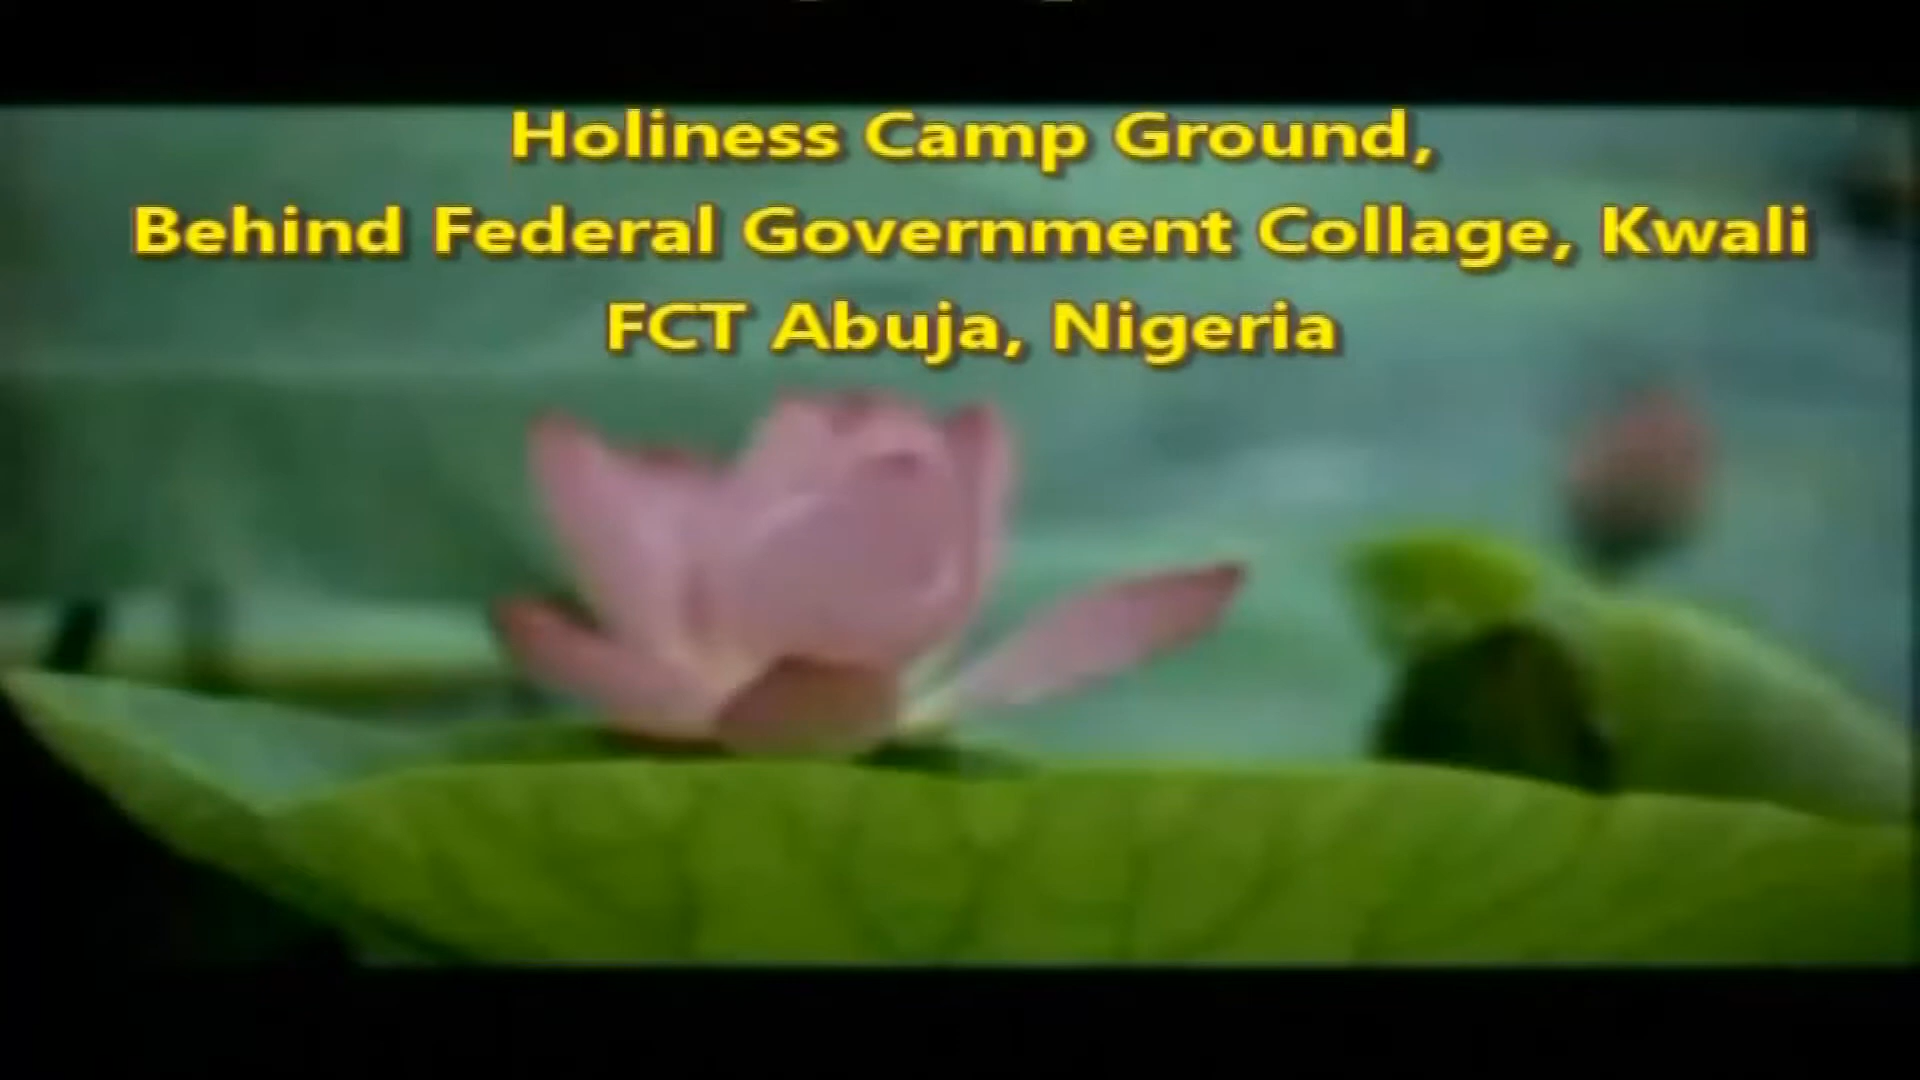 Holiness Camp Ground,
Behind Federal Government Collage, Kwali
FCT Abuja, Nigeria